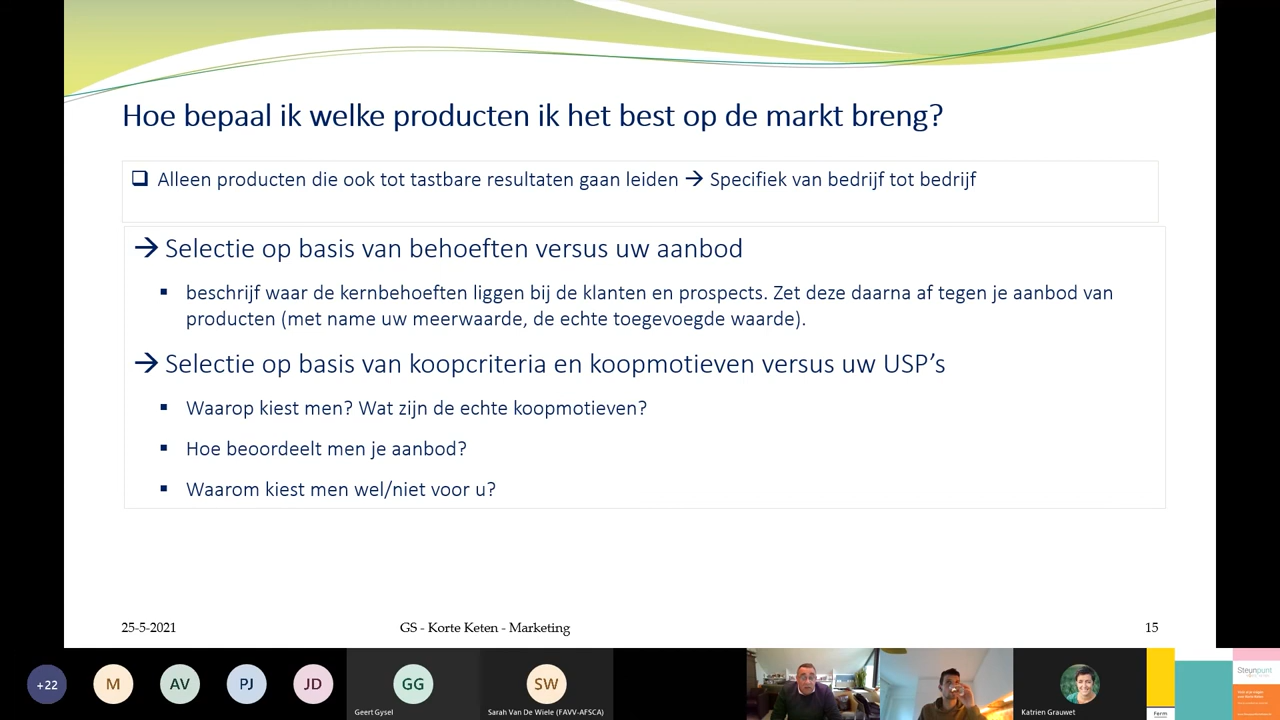 Hoe bepaal ik welke producten ik het best op de markt breng?
❑ Alleen producten die ook tot tastbare resultaten gaan leiden → Specifiek van bedrijf tot bedrijf
→ Selectie op basis van behoeften versus uw aanbod
▪ beschrijf waar de kernbehoeften liggen bij de klanten en prospects. Zet deze daarna af tegen je aanbod van
producten (met name uw meerwaarde, de echte toegevoegde waarde).
→ Selectie op basis van koopcriteria en koopmotieven versus uw USP’s
▪ Waarop kiest men? Wat zijn de echte koopmotieven?
▪ Hoe beoordeelt men je aanbod?
▪ Waarom kiest men wel/niet voor u?
25-5-2021 GS - Korte Keten - Marketing 15
+22 M AV PJ JD GG SW
Geert Gysel Sarah Van De Wiele (FAVV-AFSCA) Katrien Grauwet Ferm
Steunpunt